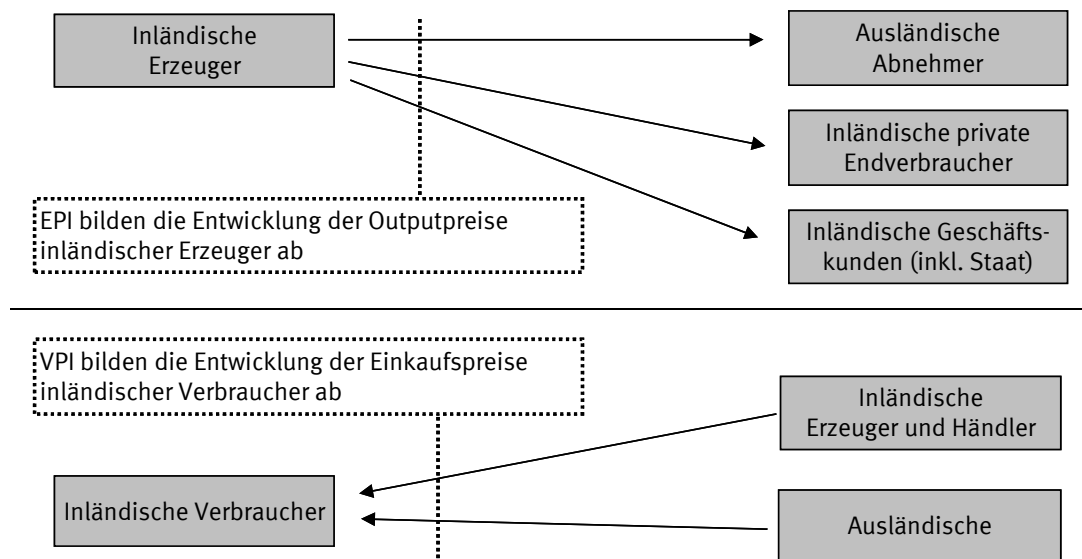 Inländische
Erzeuger
Ausländische
Abnehmer
Inländische private
Endverbraucher
EPI bilden die Entwicklung der Outputpreise
inländischer Erzeuger ab
Inländische Geschäfts-
kunden (inkl. Staat)
VPI bilden die Entwicklung der Einkaufspreise
inländischer Verbraucher ab
Inländische
Erzeuger und Händler
Inländische Verbraucher
Ausländische